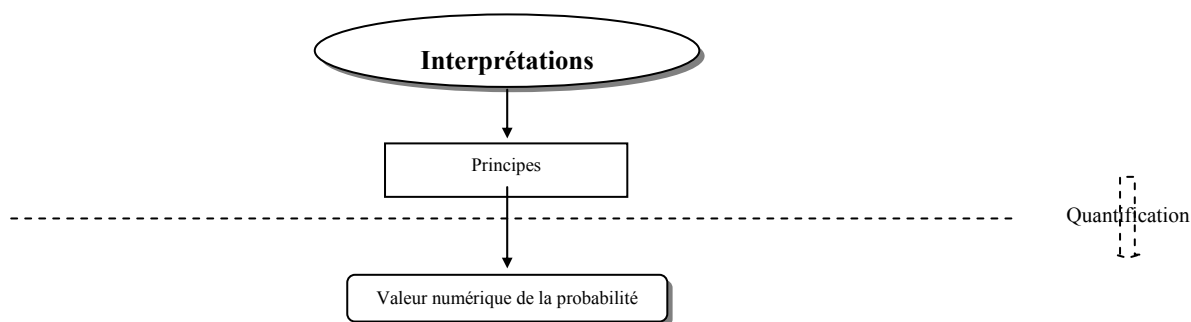 Interprétations
Principes
Quantification
Valeur numérique de la probabilité